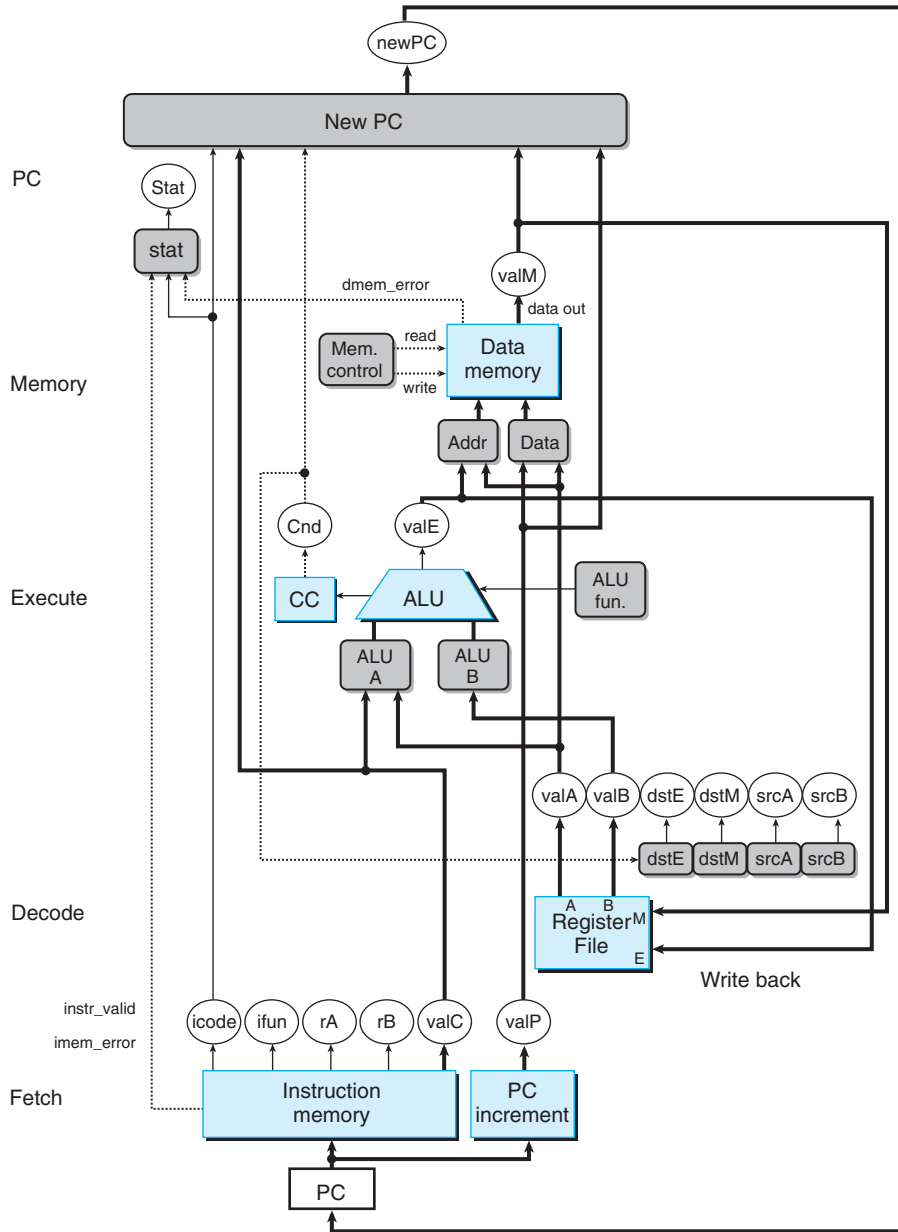 newPC
New PC
PC
Stat
stat
valM
dmem_error
data out
read
Mem.
control
write
Data
memory
Memory
Addr
Data
Cnd
valE
Execute
CC
ALU
ALU
fun.
ALU
A
ALU
B
valA
valB
dstE
dstM
srcA
srcB
dstE
dstM
srcA
srcB
Decode
A
B
Register
File
M
E
Write back
instr_valid
imem_error
icode
ifun
rA
rB
valC
valP
Fetch
Instruction
memory
PC
increment
PC